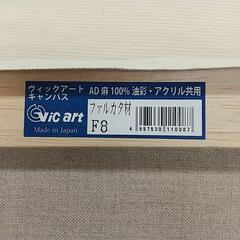 ヴィックアート
キャンバス
Vic art
Made in Japan
AD 麻 100% 油彩・アクリル共用
ファルカタ材
F8
4 997538 110087